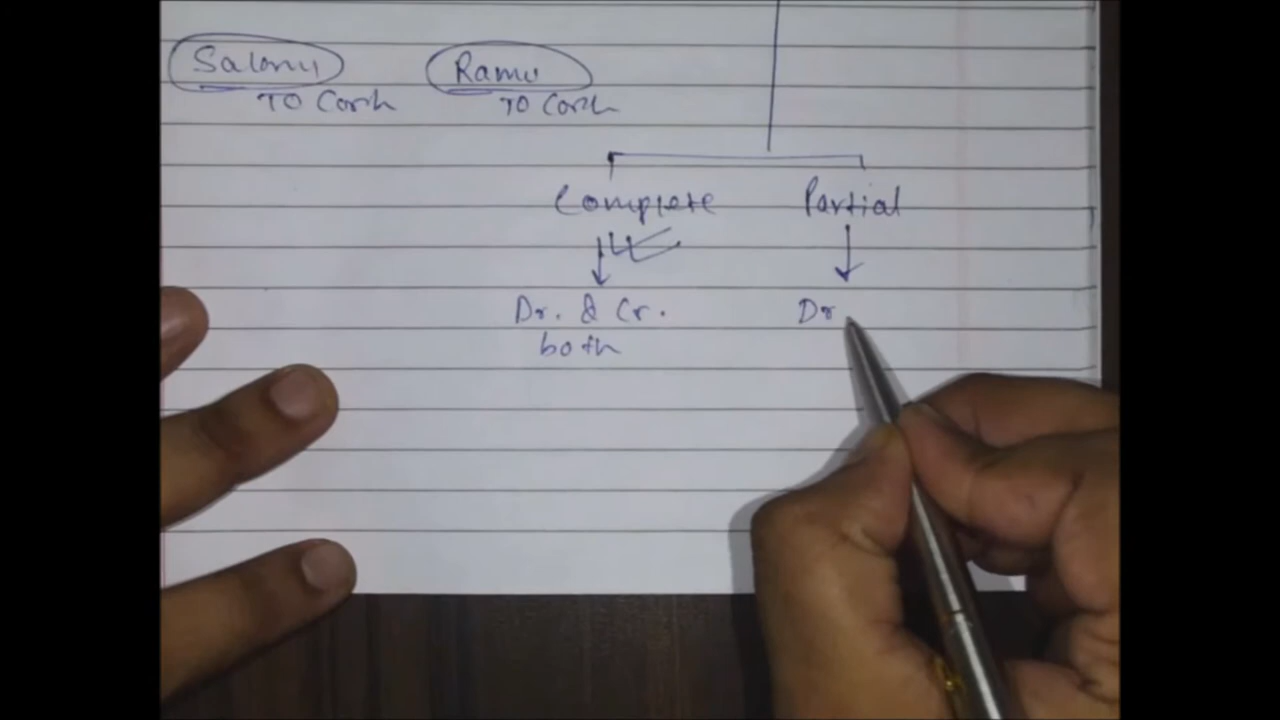 Salary Ramu
TO Cash TO Cash
Complete Partial
Dr. & Cr. Dr
both